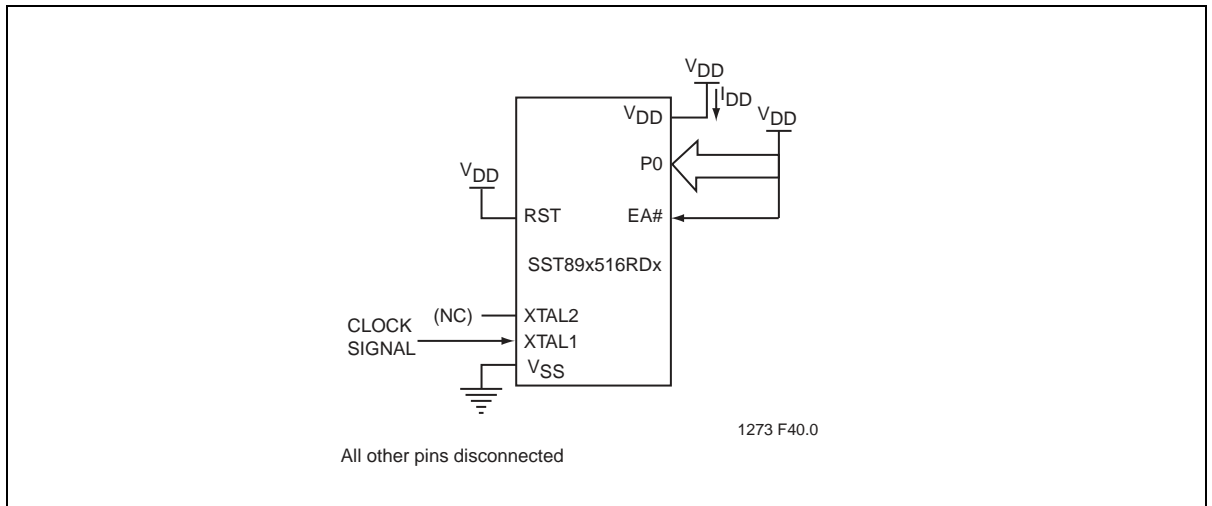 VDD
IDD
VDD
VDD
P0
VDD
RST
EA#
SST89x516RDx
(NC)
XTAL2
CLOCK
SIGNAL
XTAL1
VSS
1273 F40.0
All other pins disconnected